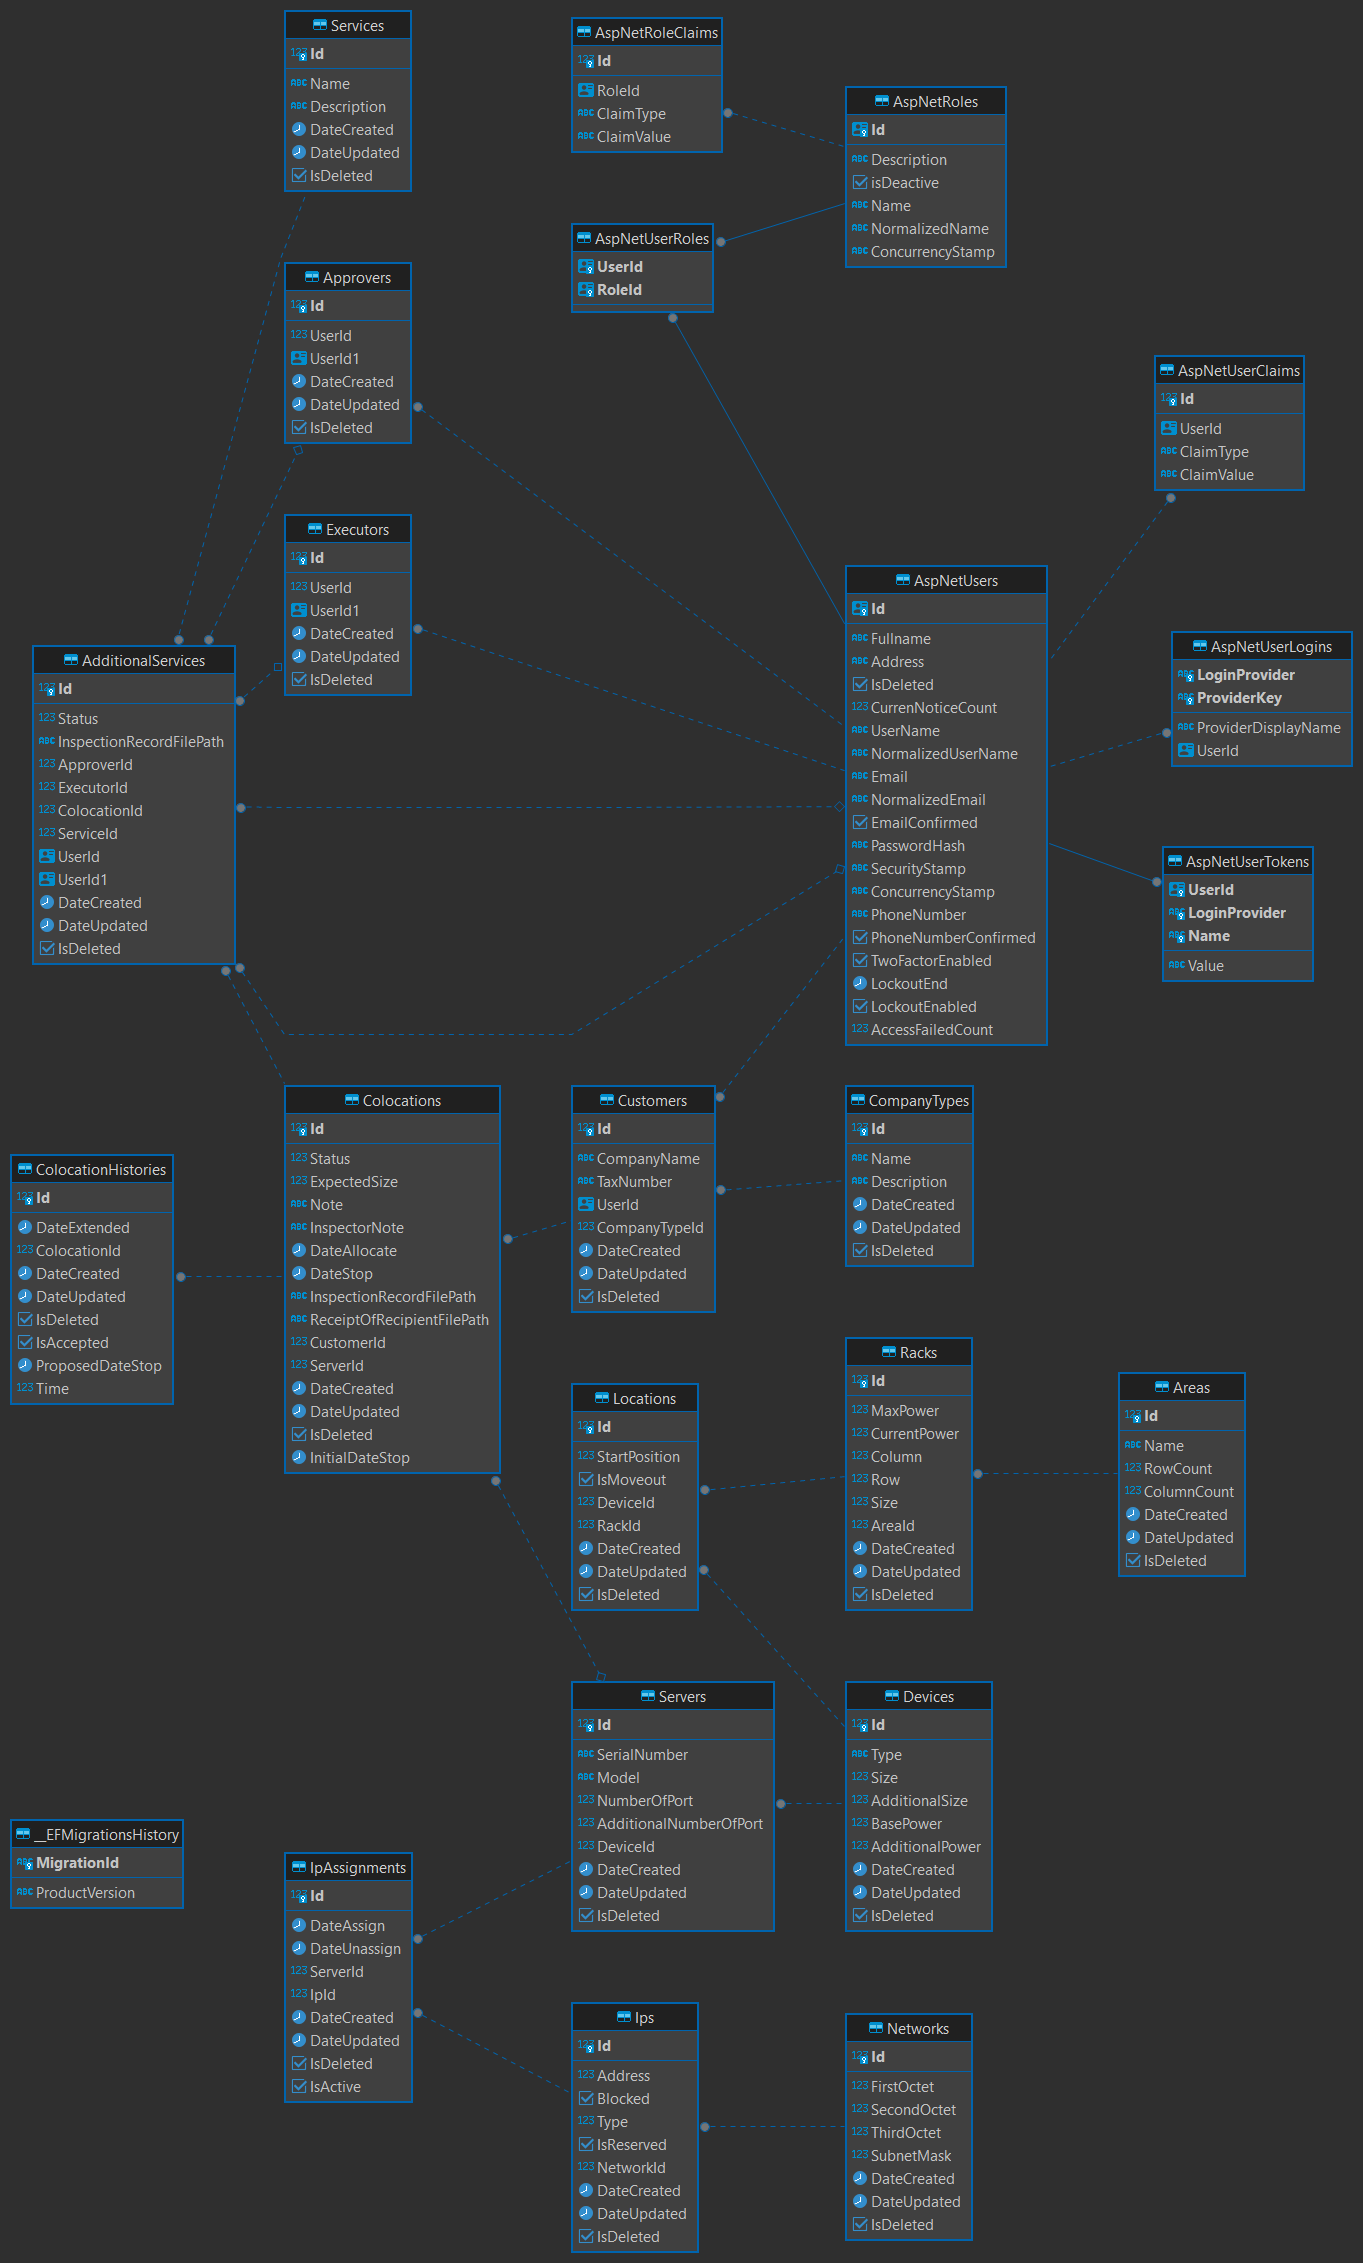 Services
Id
Name
Description
DateCreated
DateUpdated
IsDeleted
AspNetRoleClaims
Id
RoleId
ClaimType
ClaimValue
AspNetRoles
Id
Description
isDeactive
Name
NormalizedName
ConcurrencyStamp
AspNetUserRoles
UserId
RoleId
Approvers
Id
UserId
UserId1
DateCreated
DateUpdated
IsDeleted
AspNetUserClaims
Id
UserId
ClaimType
ClaimValue
Executors
Id
UserId
UserId1
DateCreated
DateUpdated
IsDeleted
AspNetUsers
Id
Fullname
Address
IsDeleted
CurrenNoticeCount
UserName
NormalizedUserName
Email
NormalizedEmail
EmailConfirmed
PasswordHash
SecurityStamp
ConcurrencyStamp
PhoneNumber
PhoneNumberConfirmed
TwoFactorEnabled
LockoutEnd
LockoutEnabled
AccessFailedCount
AspNetUserLogins
LoginProvider
ProviderKey
ProviderDisplayName
UserId
AdditionalServices
Id
Status
InspectionRecordFilePath
ApproverId
ExecutorId
ColocationId
ServiceId
UserId
UserId1
DateCreated
DateUpdated
IsDeleted
AspNetUserTokens
UserId
LoginProvider
Name
Value
Colocations
Id
Status
ExpectedSize
Note
InspectorNote
DateAllocate
DateStop
InspectionRecordFilePath
ReceiptOfRecipientFilePath
CustomerId
ServerId
DateCreated
DateUpdated
IsDeleted
InitialDateStop
Customers
Id
CompanyName
TaxNumber
UserId
CompanyTypeId
DateCreated
DateUpdated
IsDeleted
CompanyTypes
Id
Name
Description
DateCreated
DateUpdated
IsDeleted
ColocationHistories
Id
DateExtended
ColocationId
DateCreated
DateUpdated
IsDeleted
IsAccepted
ProposedDateStop
Time
Racks
Id
MaxPower
CurrentPower
Column
Row
Size
AreaId
DateCreated
DateUpdated
IsDeleted
Areas
Id
Name
RowCount
ColumnCount
DateCreated
DateUpdated
IsDeleted
Locations
Id
StartPosition
IsMoveout
DeviceId
RackId
DateCreated
DateUpdated
IsDeleted
Servers
Id
SerialNumber
Model
NumberOfPort
AdditionalNumberOfPort
DeviceId
DateCreated
DateUpdated
IsDeleted
Devices
Id
Type
Size
AdditionalSize
BasePower
AdditionalPower
DateCreated
DateUpdated
IsDeleted
__EFMigrationsHistory
MigrationId
ProductVersion
IpAssignments
Id
DateAssign
DateUnassign
ServerId
IpId
DateCreated
DateUpdated
IsDeleted
IsActive
Ips
Id
Address
Blocked
Type
IsReserved
NetworkId
DateCreated
DateUpdated
IsDeleted
Networks
Id
FirstOctet
SecondOctet
ThirdOctet
SubnetMask
DateCreated
DateUpdated
IsDeleted